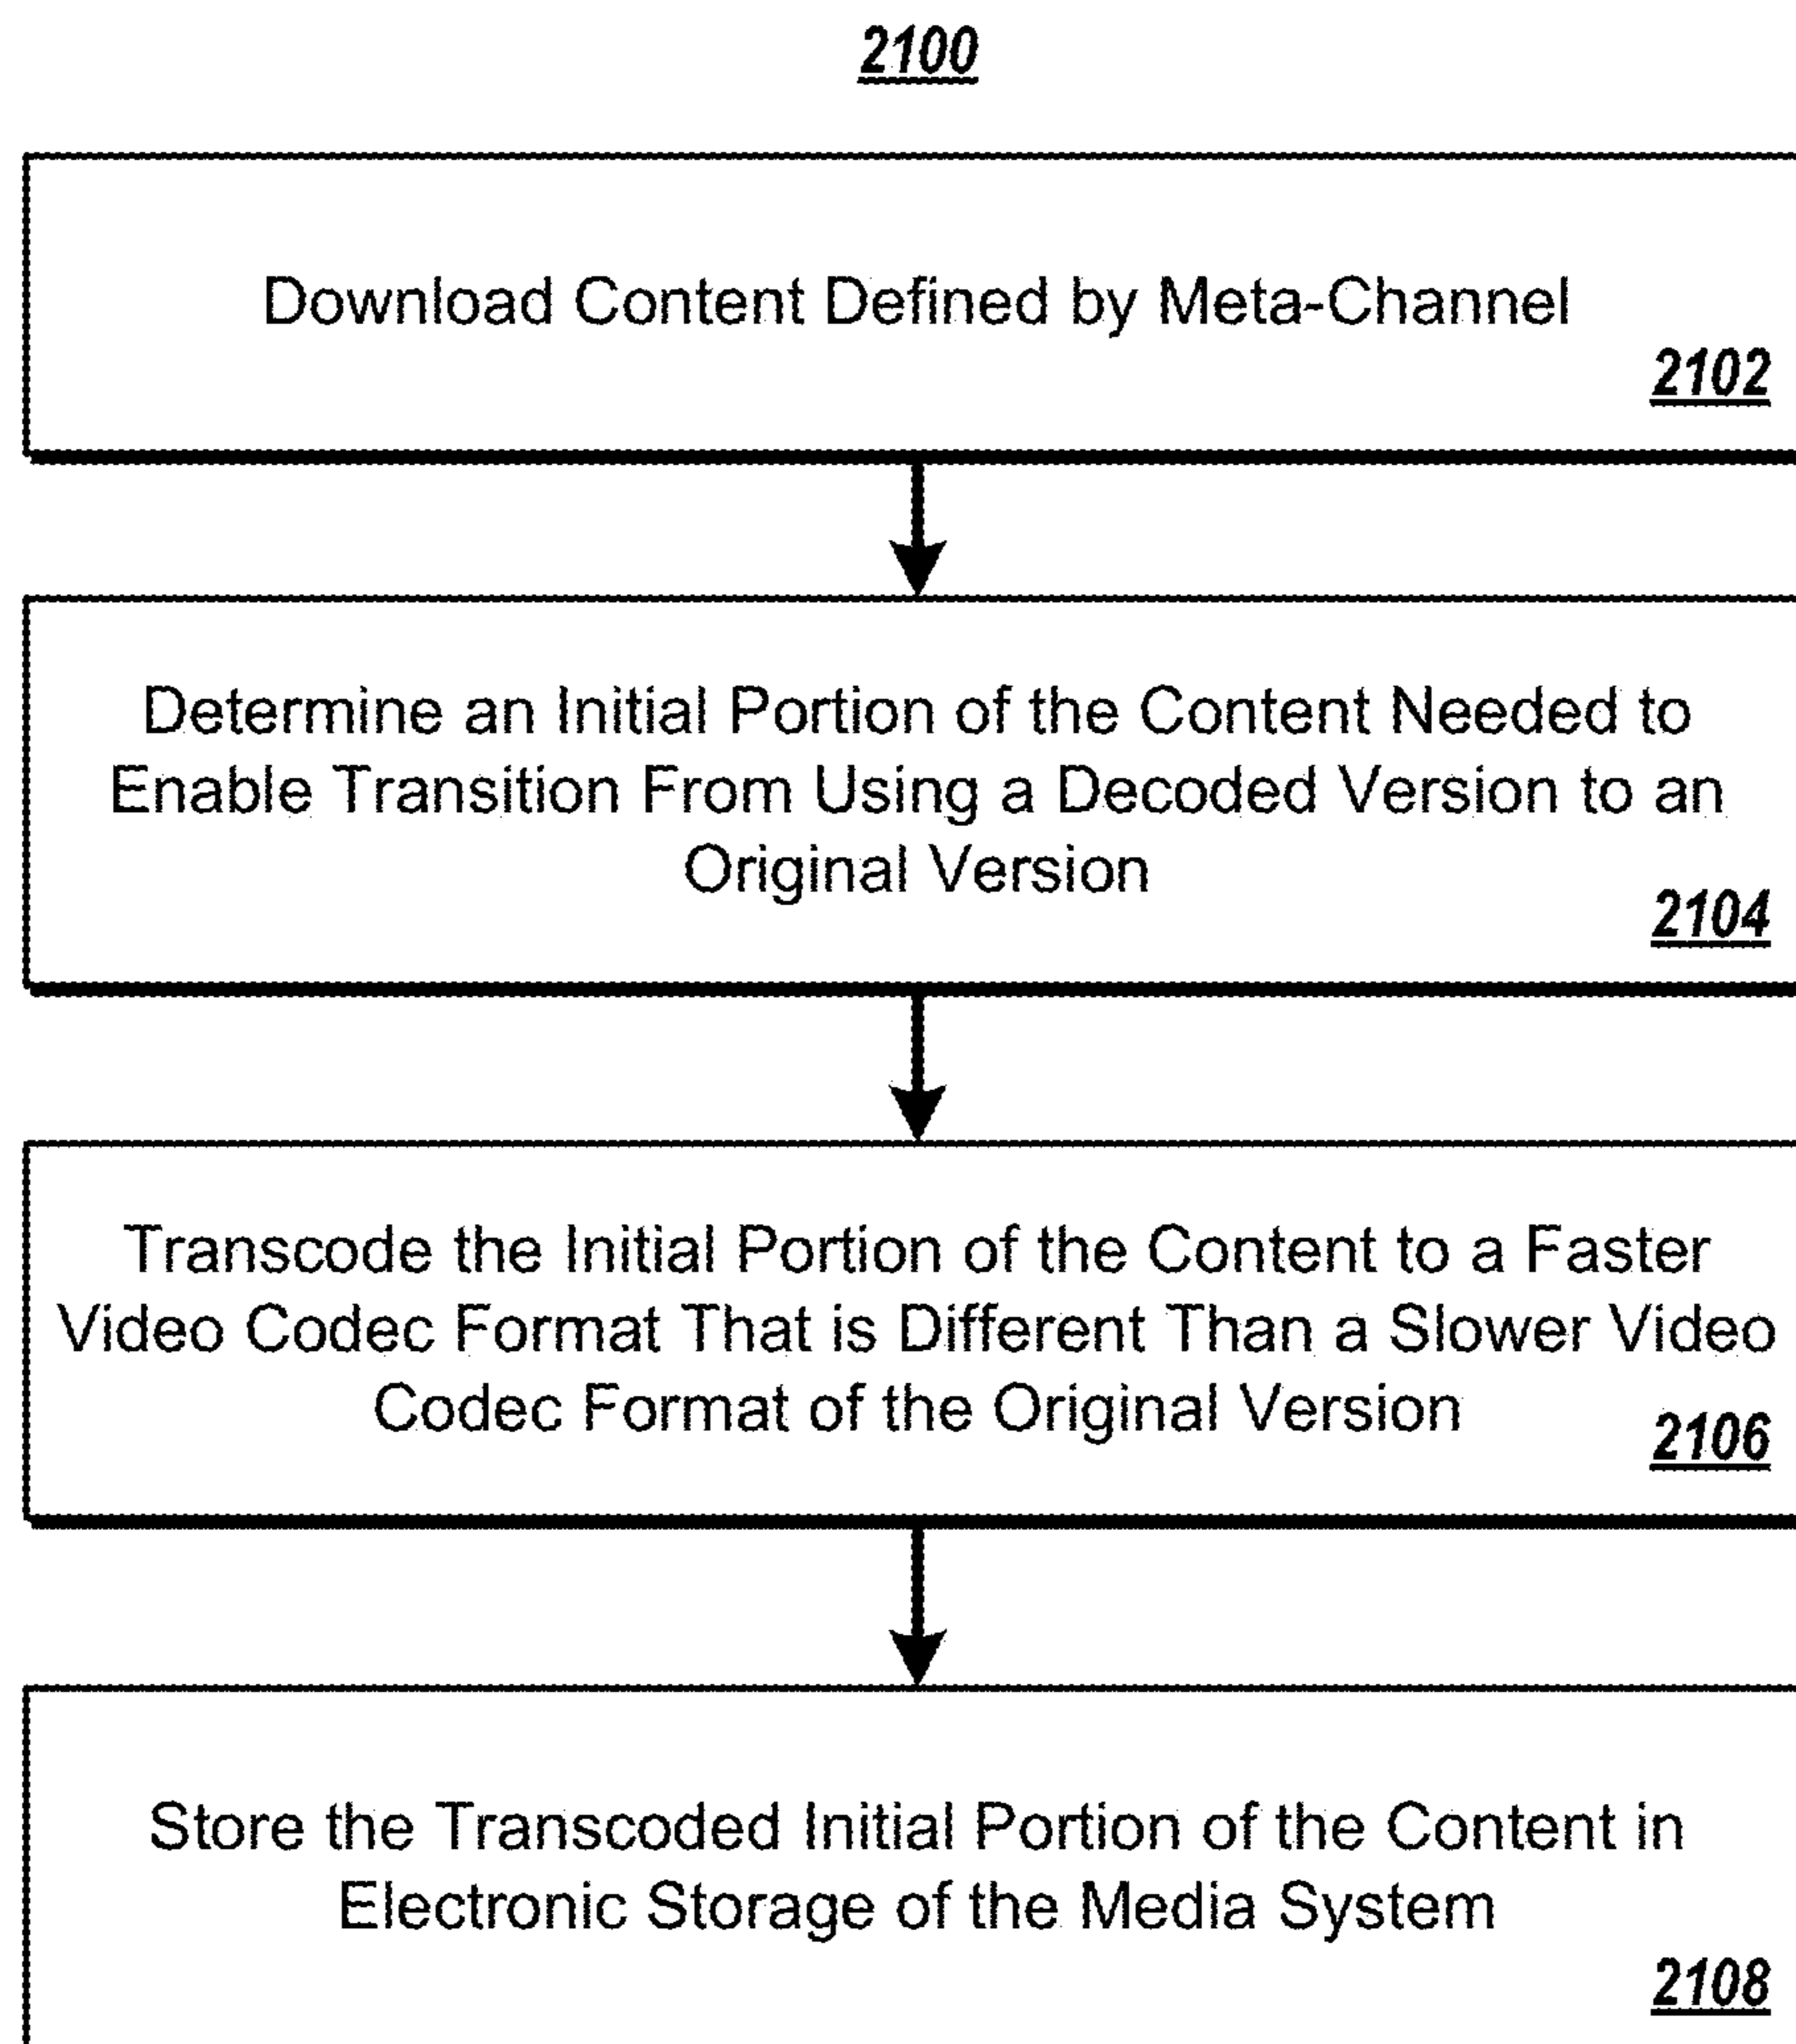 2100
Download Content Defined by Meta-Channel
2102
Determine an Initial Portion of the Content Needed to
Enable Transition From Using a Decoded Version to an
Original Version
2104
Transcode the Initial Portion of the Content to a Faster
Video Codec Format That is Different Than a Slower Video
Codec Format of the Original Version
2106
Store the Transcoded Initial Portion of the Content in
Electronic Storage of the Media System
2108